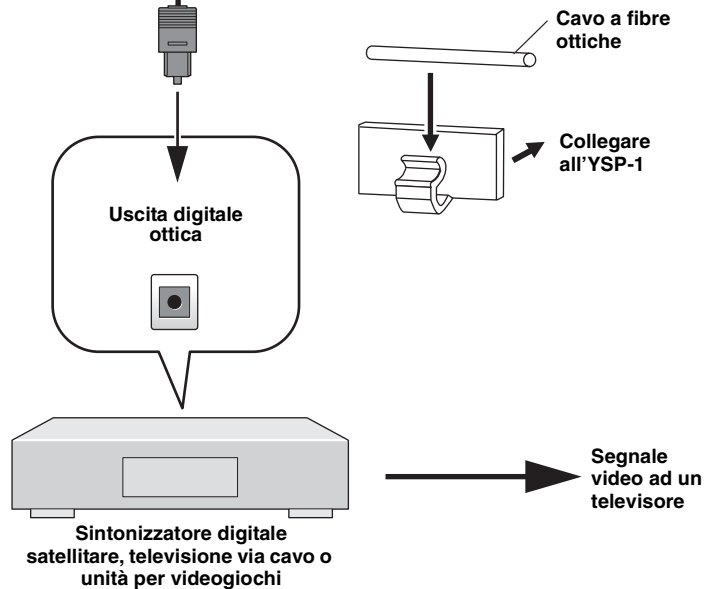 Cavo a fibre
ottiche
Collegare
all'YSP-1
Uscita digitale
ottica
Segnale
video ad un
televisore
Sintonizzatore digitale
satellitare, televisione via cavo o
unità per videogiochi